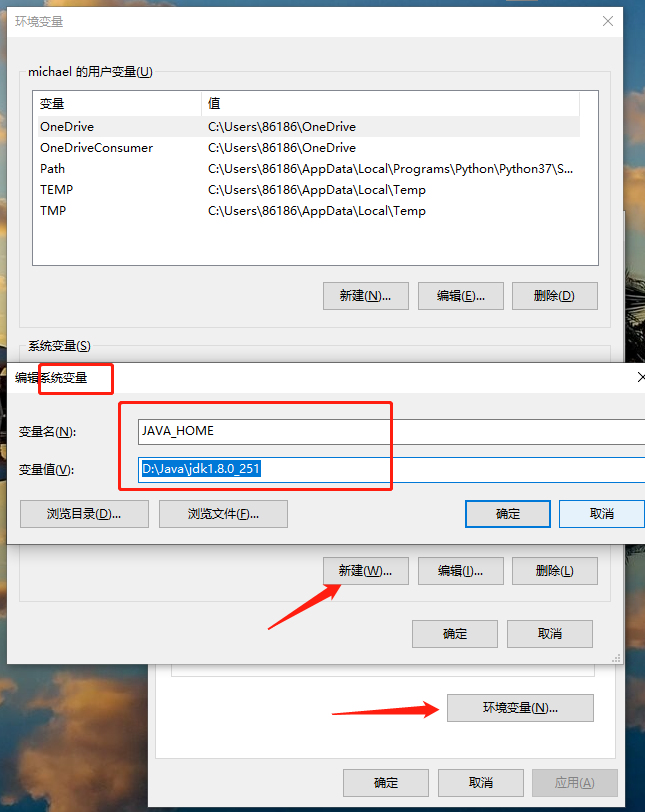 环境变量
michael 的用户变量(U)
变量 值
OneDrive C:\Users\86186\OneDrive
OneDriveConsumer C:\Users\86186\OneDrive
Path C:\Users\86186\AppData\Local\Programs\Python\Python37\S...
TEMP C:\Users\86186\AppData\Local\Temp
TMP C:\Users\86186\AppData\Local\Temp
新建(N)... 编辑(E)... 删除(D)
系统变量(S)
编辑系统变量
变量名(N): JAVA_HOME
变量值(V): D:\Java\jdk1.8.0_251
浏览目录(D)... 浏览文件(F)... 确定 取消
新建(W)... 编辑(I)... 删除(L)
确定 取消
环境变量(N)...
确定 取消 应用(A)